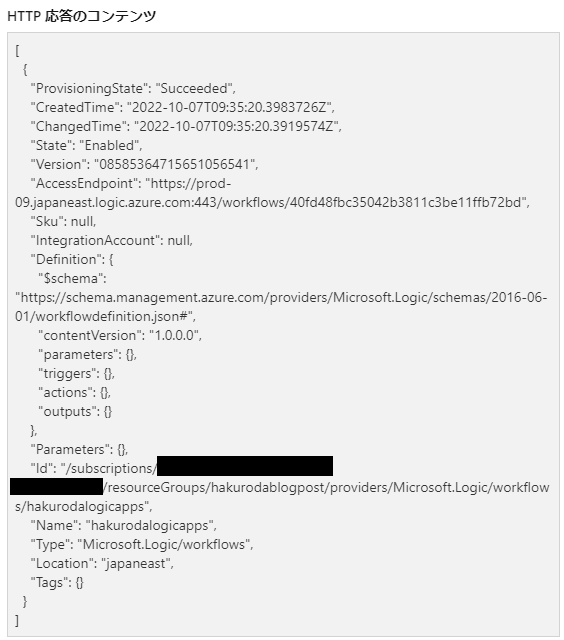 HTTP 応答のコンテンツ
[
{
"ProvisioningState": "Succeeded",
"CreatedTime": "2022-10-07T09:35:20.3983726Z",
"ChangedTime": "2022-10-07T09:35:20.3919574Z",
"State": "Enabled",
"Version": "08585364715651056541",
"AccessEndpoint": "https://prod-
09.japaneast.logic.azure.com:443/workflows/40fd48fbc35042b3811c3be11ffb72bd",
"Sku": null,
"IntegrationAccount": null,
"Definition": {
"$schema":
"https://schema.management.azure.com/providers/Microsoft.Logic/schemas/2016-06-
01/workflowdefinition.json#",
"contentVersion": "1.0.0.0",
"parameters": {},
"triggers": {},
"actions": {},
"outputs": {}
},
"Parameters": {},
"Id": "/subscriptions/
/resourceGroups/hakurodablogpost/providers/Microsoft.Logic/workflow
s/hakurodalogicapps",
"Name": "hakurodalogicapps",
"Type": "Microsoft.Logic/workflows",
"Location": "japaneast",
"Tags": {}
}
]